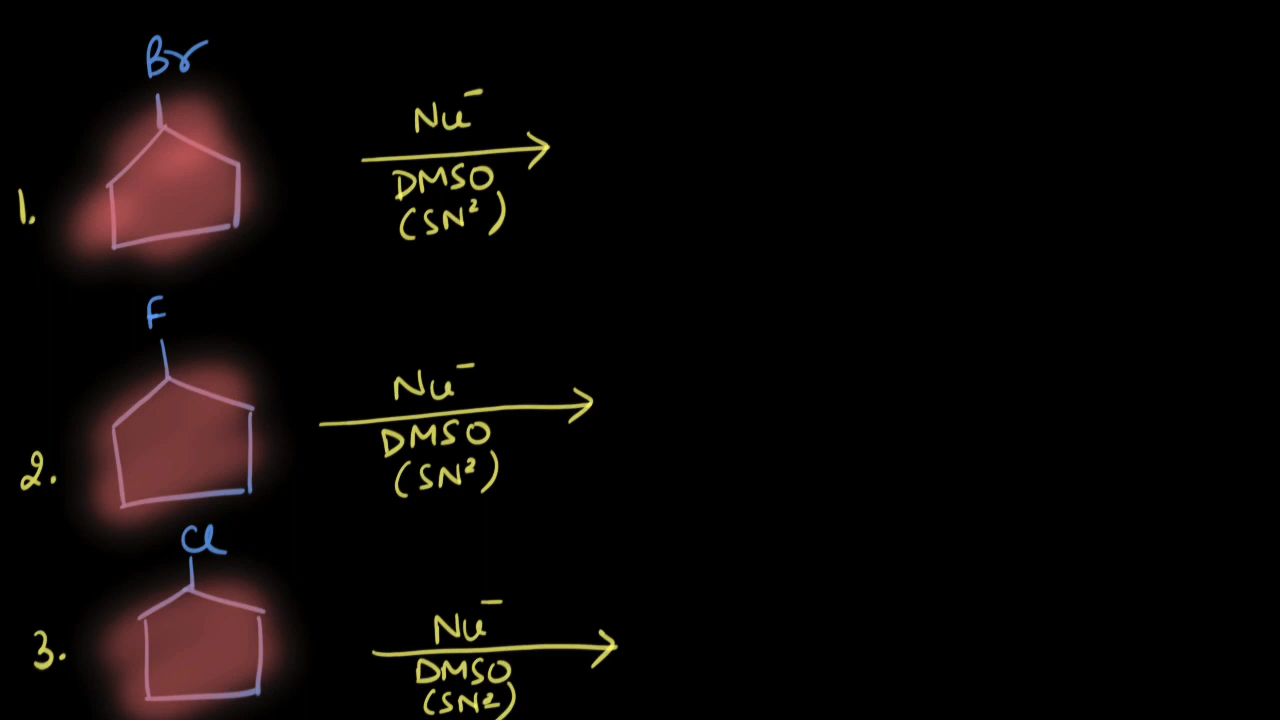 Br
1.
Nu⁻
DMSO
(SN²)
F
2.
Nu⁻
DMSO
(SN²)
Cl
3.
Nu⁻
DMSO
(SN2)